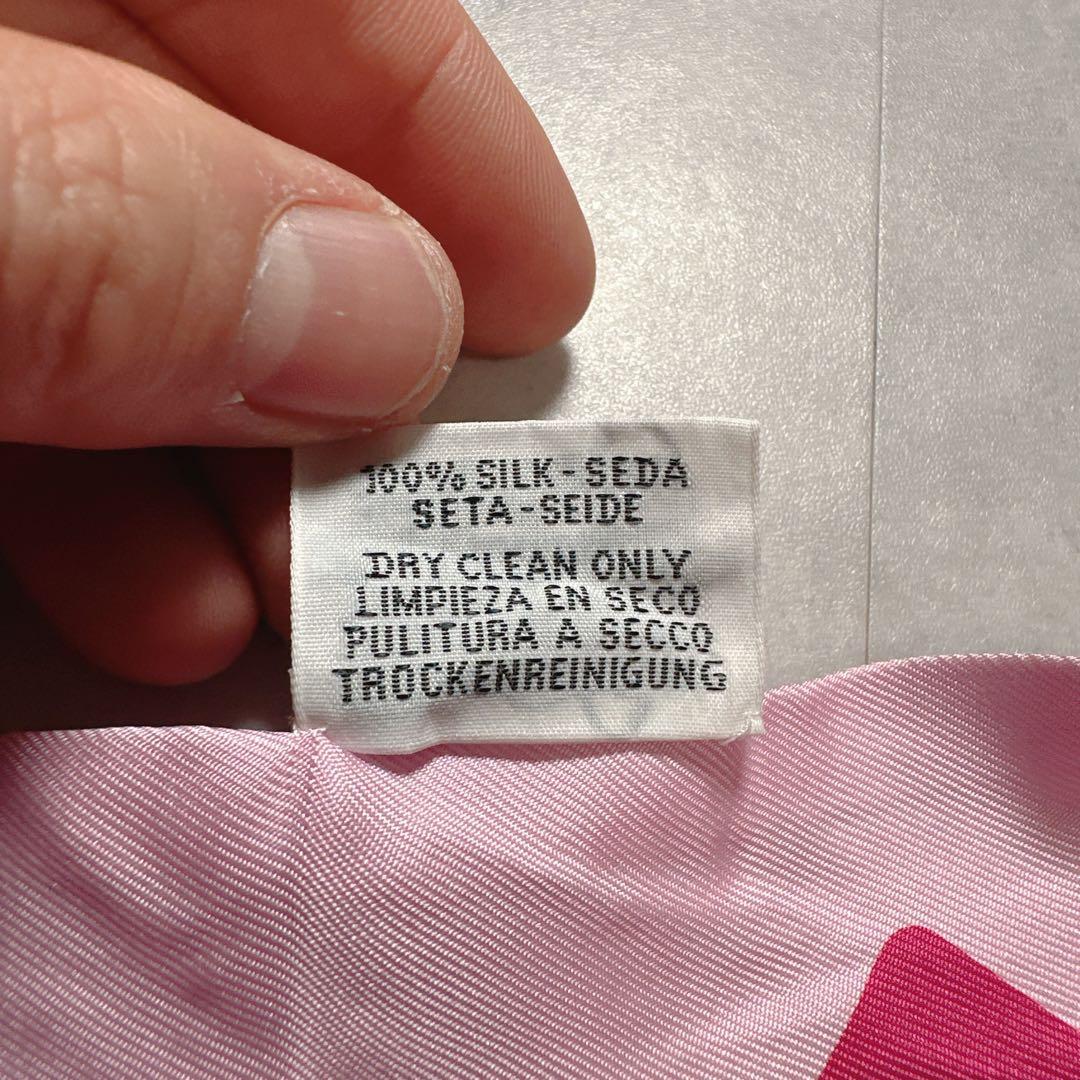 100% SILK - SEDA
SETA - SEIDE
DRY CLEAN ONLY
LIMPIEZA EN SECO
PULITURA A SECCO
TROCKENREINIGUNG